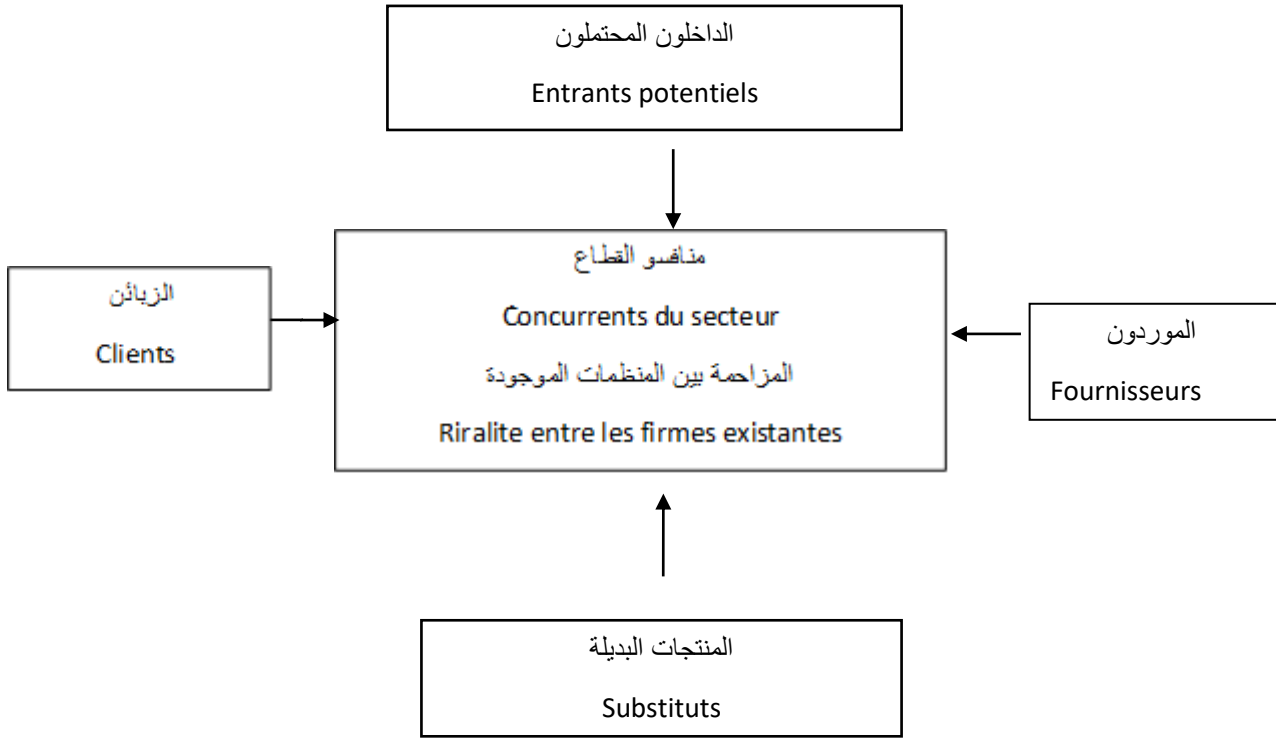 الداخلون المحتملون
Entrants potentiels
منافسو القطاع
Concurrents du secteur
المزاحمة بين المنظمات الموجودة
Riralite entre les firmes existantes
الزبائن
Clients
الموردون
Fournisseurs
المنتجات البديلة
Substituts